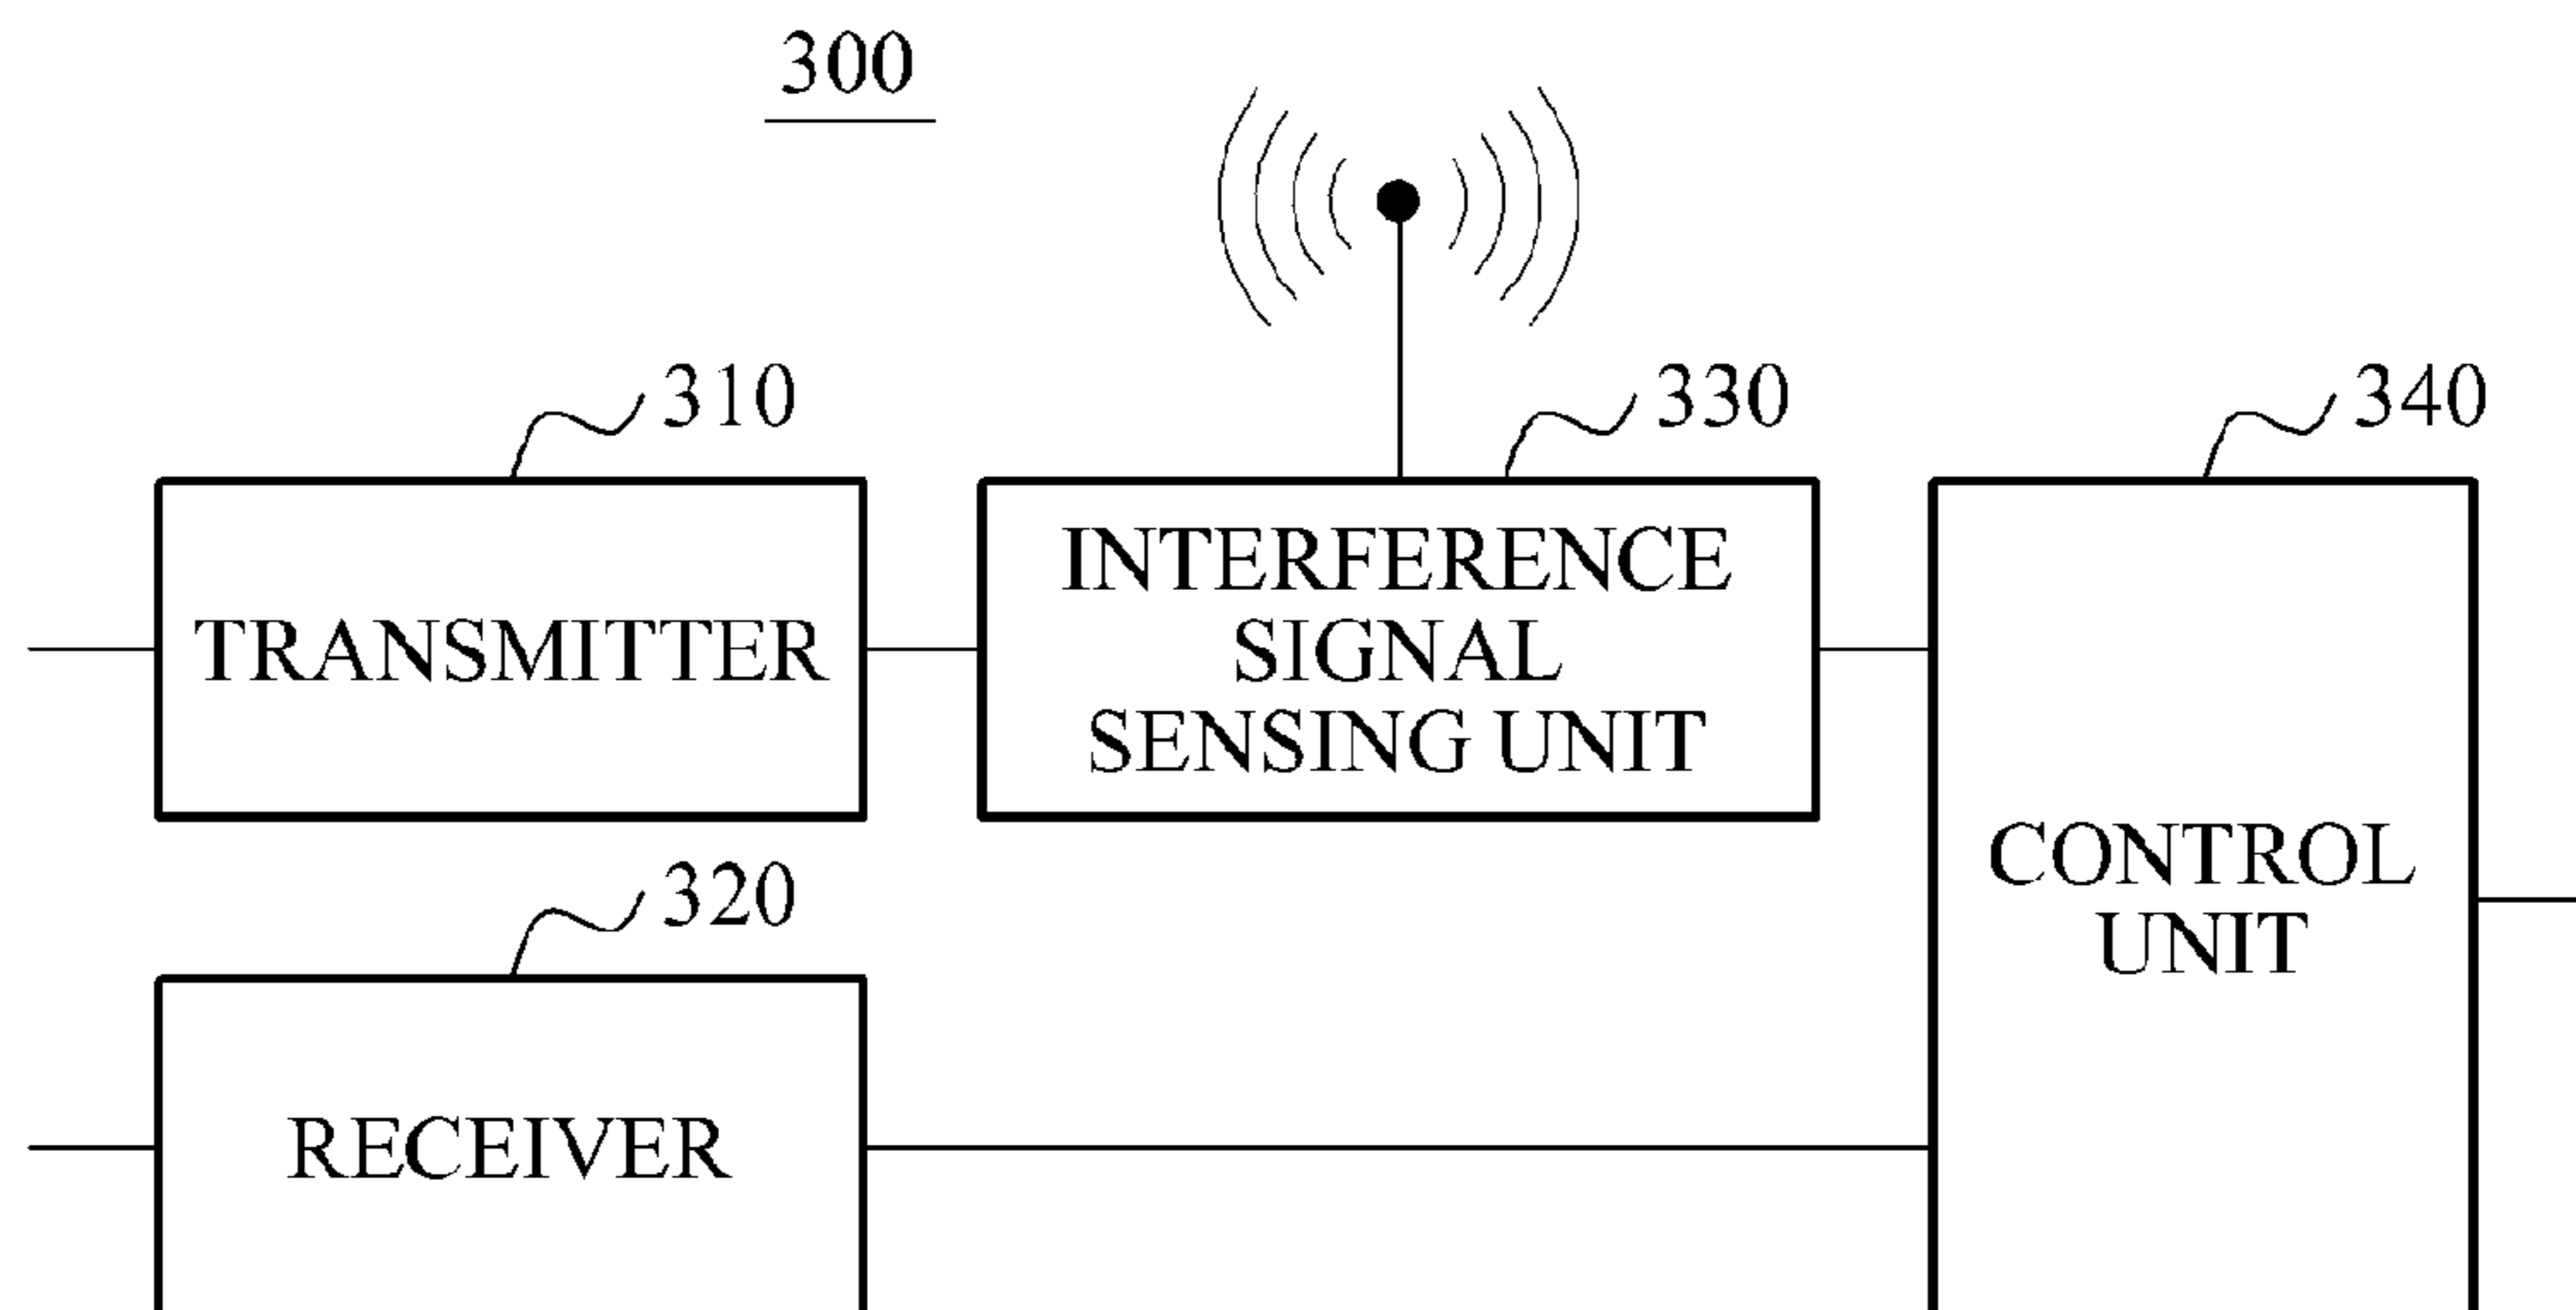 300
310
330
340
TRANSMITTER
INTERFERENCE
SIGNAL
SENSING UNIT
CONTROL
UNIT
320
RECEIVER